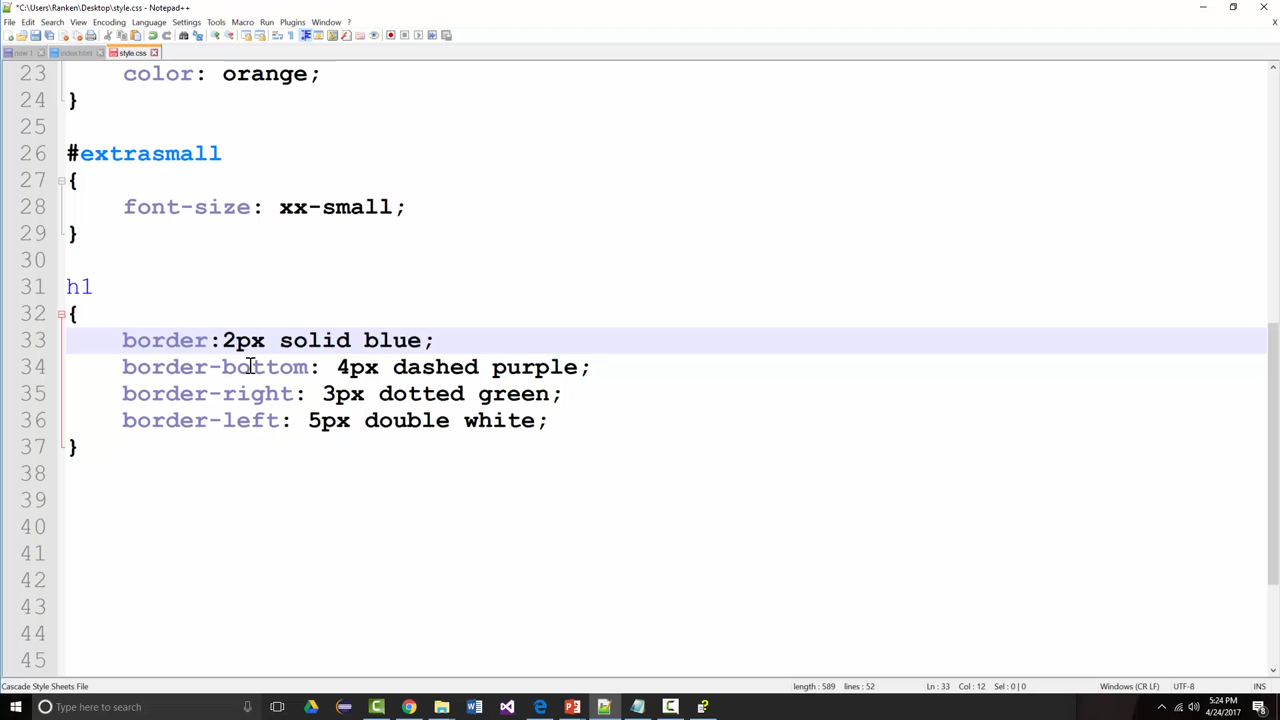 *C:\Users\Ranken\Desktop\style.css - Notepad++
File Edit Search View Encoding Language Settings Tools Macro Run Plugins Window ?
new 1 index.html style.css
23 color: orange;
24 }
25
26 #extrasmall
27 {
28 font-size: xx-small;
29 }
30
31 h1
32 {
33 border:2px solid blue;
34 border-bottom: 4px dashed purple;
35 border-right: 3px dotted green;
36 border-left: 5px double white;
37 }
38
39
40
41
42
43
44
45
Cascade Style Sheets File length : 589 lines : 52 Ln : 33 Col : 12 Sel : 0 | 0 Windows (CR LF) UTF-8 INS
Type here to search 5:24 PM
4/24/2017